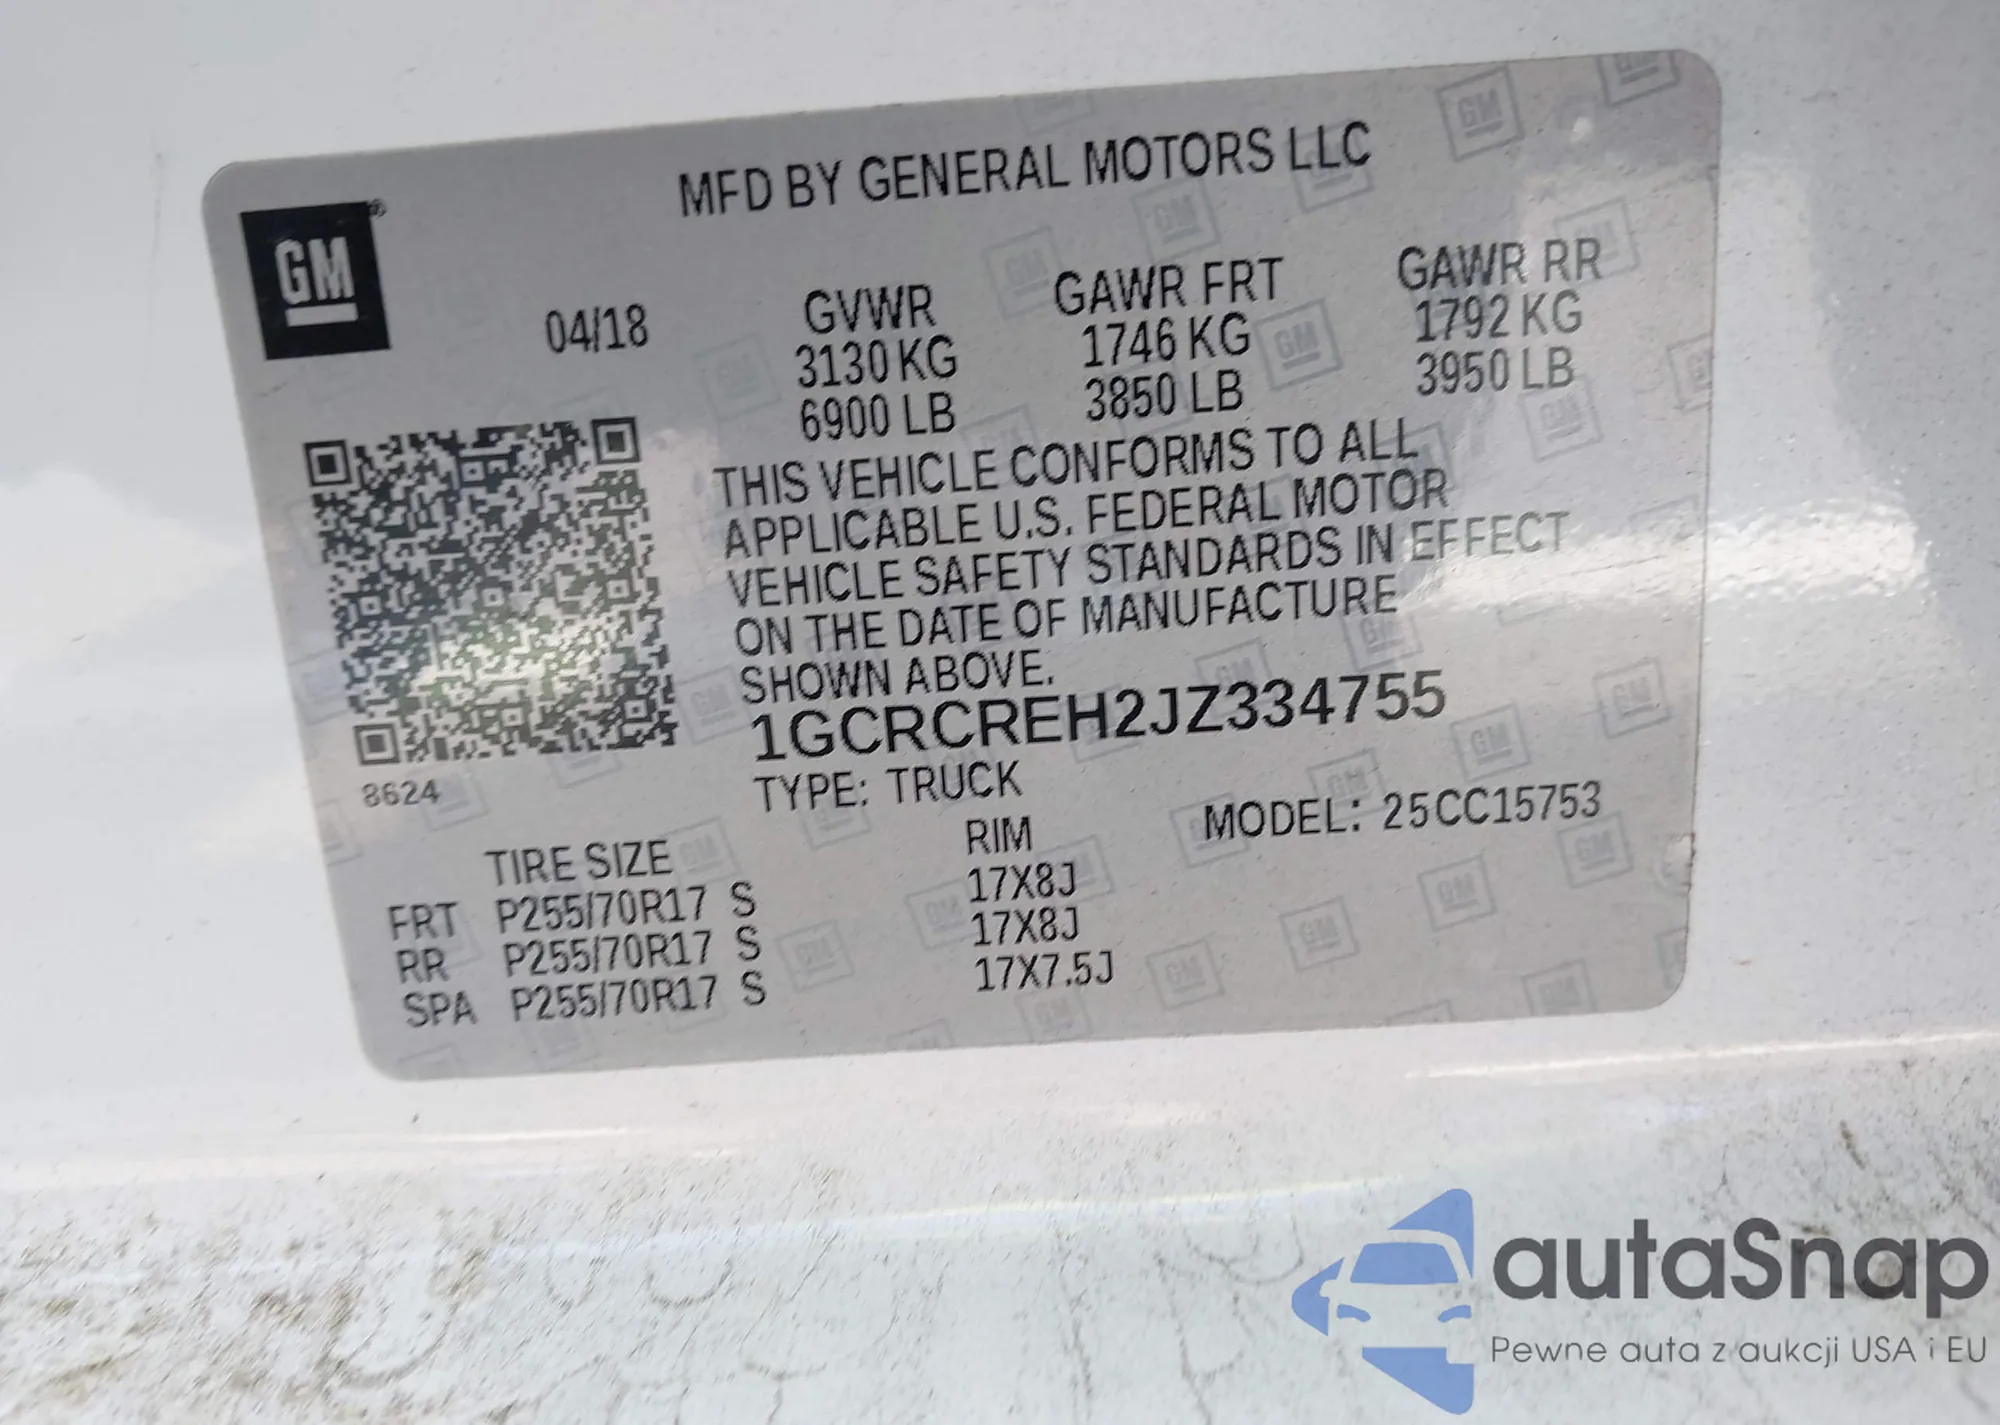 MFD BY GENERAL MOTORS LLC
GM®
04/18
GVWR GAWR FRT GAWR RR
3130 KG 1746 KG 1792 KG
6900 LB 3850 LB 3950 LB
THIS VEHICLE CONFORMS TO ALL
APPLICABLE U.S. FEDERAL MOTOR
VEHICLE SAFETY STANDARDS IN EFFECT
ON THE DATE OF MANUFACTURE
SHOWN ABOVE.
1GCRCREH2JZ334755
8624
TYPE: TRUCK
MODEL: 25CC15753
TIRE SIZE RIM
FRT P255/70R17 S 17X8J
RR P255/70R17 S 17X8J
SPA P255/70R17 S 17X7.5J
autaSnap
Pewne auta z aukcji USA i EU